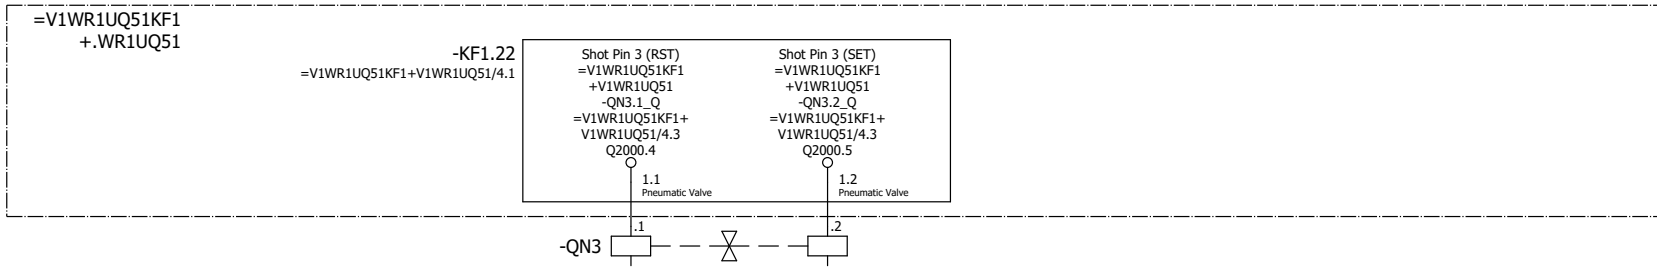 =V1WR1UQ51KF1
+.WR1UQ51
-KF1.22
=V1WR1UQ51KF1+V1WR1UQ51/4.1
Shot Pin 3 (RST)
=V1WR1UQ51KF1
+V1WR1UQ51
-QN3.1_Q
=V1WR1UQ51KF1+
V1WR1UQ51/4.3
Q2000.4
1.1
Pneumatic Valve
Shot Pin 3 (SET)
=V1WR1UQ51KF1
+V1WR1UQ51
-QN3.2_Q
=V1WR1UQ51KF1+
V1WR1UQ51/4.3
Q2000.5
1.2
Pneumatic Valve
-QN3
.1
.2